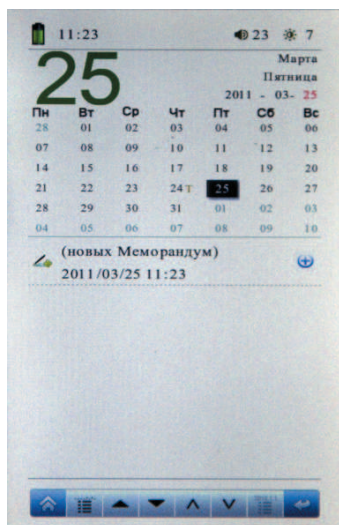 11:23 23 7
25
Марта
Пятница
2011 - 03- 25
Пн Вт Ср Чт Пт Сб Вс
28 01 02 03 04 05 06
07 08 09 10 11 12 13
14 15 16 17 18 19 20
21 22 23 24 T 25 26 27
28 29 30 31 01 02 03
04 05 06 07 08 09 10
(новых Меморандум)
2011/03/25 11:23